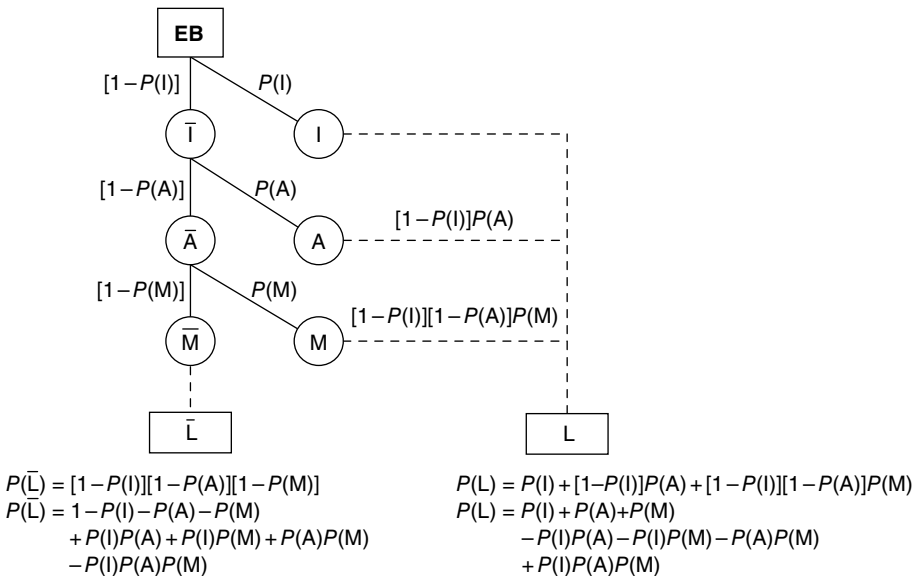 EB
[1−P(I)] P(I)
I̅ I
[1−P(A)] P(A) [1−P(I)]P(A)
A̅ A
[1−P(M)] P(M) [1−P(I)][1−P(A)]P(M)
M̅ M
L̅ L
P(L̅) = [1−P(I)][1−P(A)][1−P(M)]
P(L̅) = 1−P(I)−P(A)−P(M)
+P(I)P(A)+P(I)P(M)+P(A)P(M)
−P(I)P(A)P(M)
P(L) = P(I)+[1−P(I)]P(A)+[1−P(I)][1−P(A)]P(M)
P(L) = P(I)+P(A)+P(M)
−P(I)P(A)−P(I)P(M)−P(A)P(M)
+P(I)P(A)P(M)